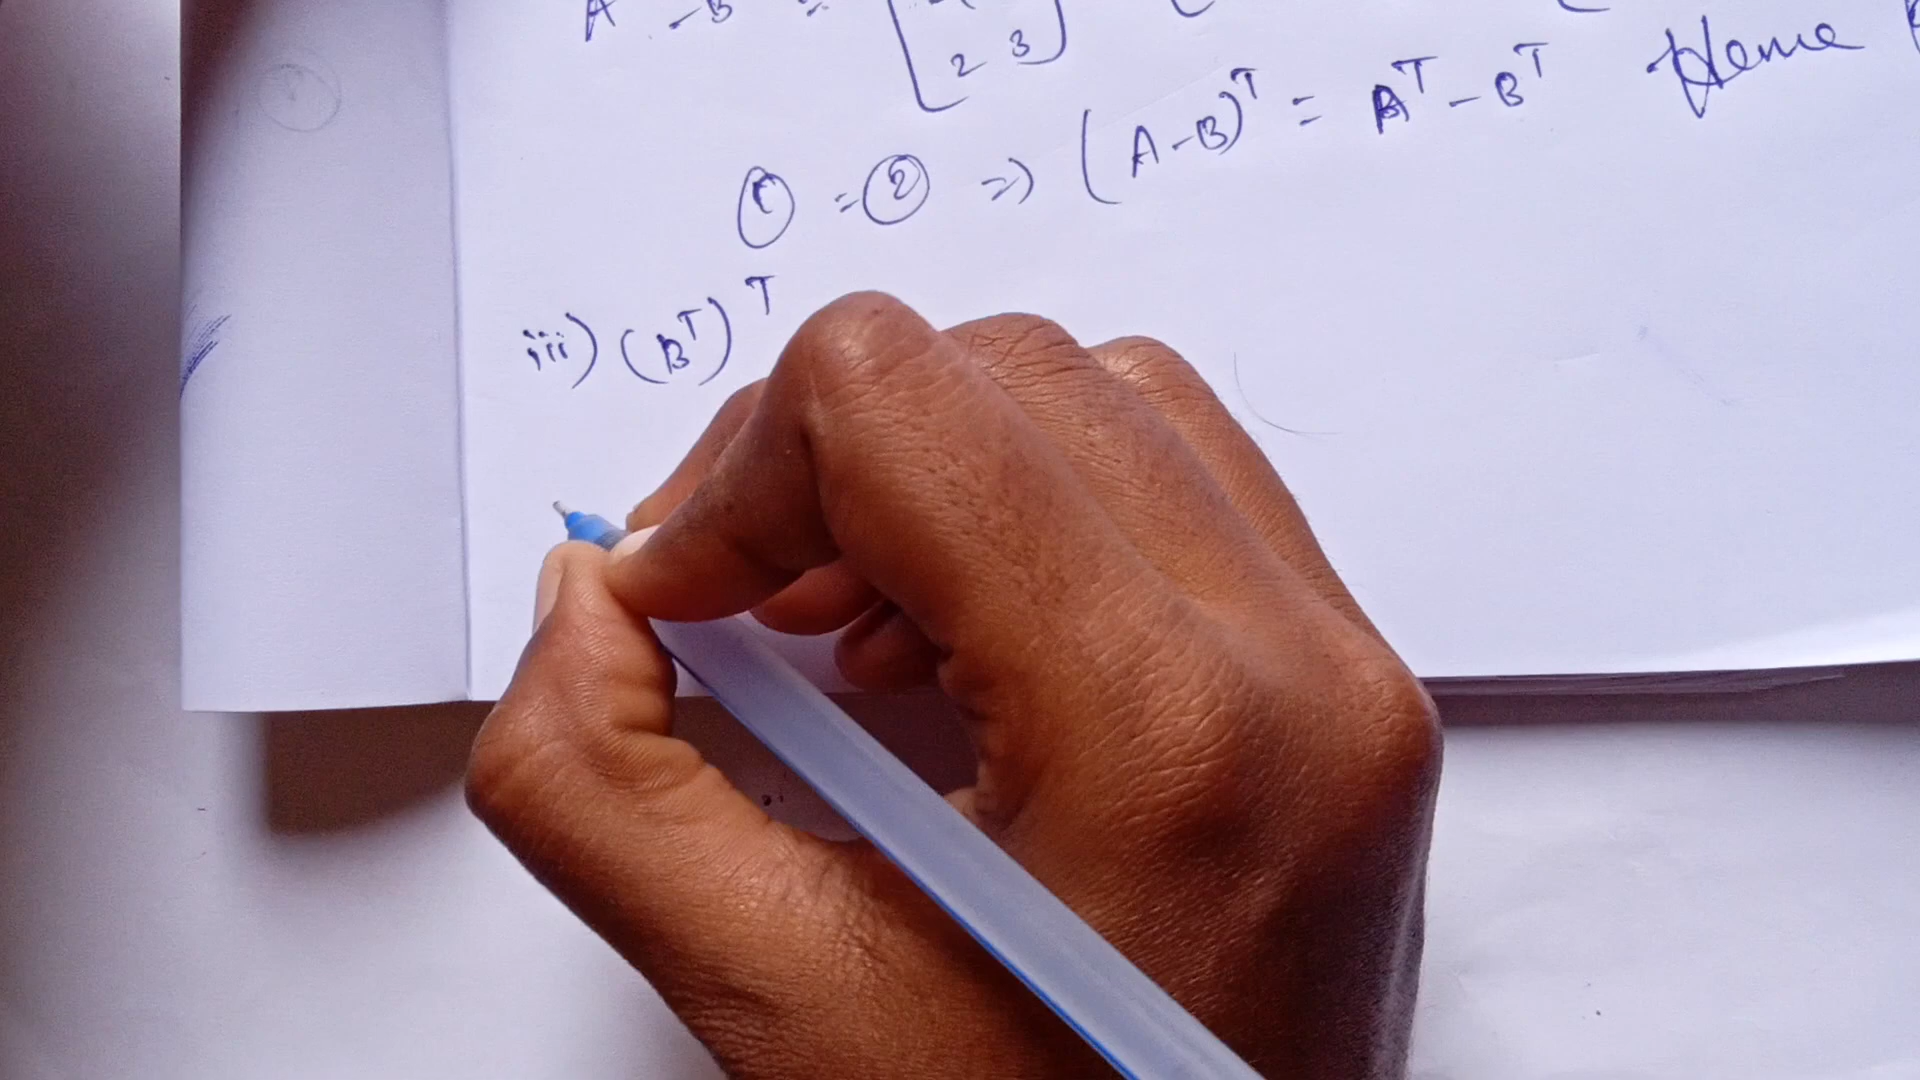 A - B =
2 3
① = ② => (A - B)ᵀ = Aᵀ - Bᵀ Hence
iii) (Bᵀ)ᵀ